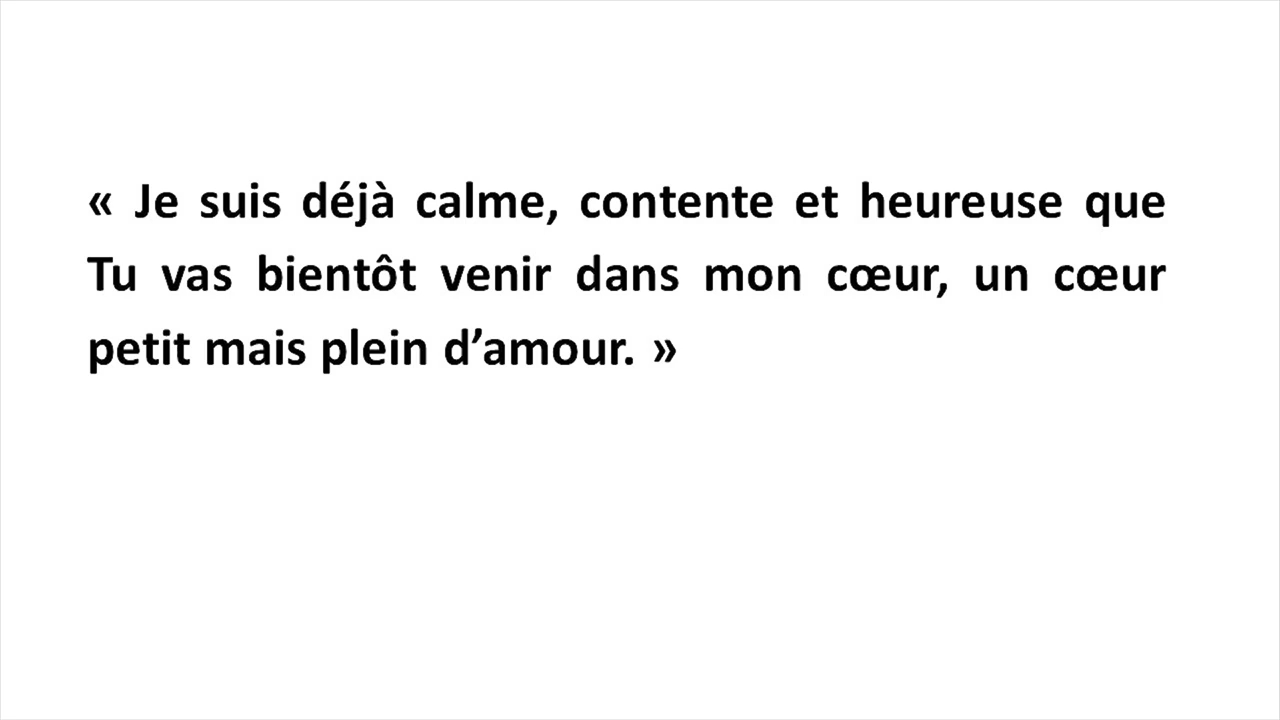 « Je suis déjà calme, contente et heureuse que
Tu vas bientôt venir dans mon cœur, un cœur
petit mais plein d’amour. »